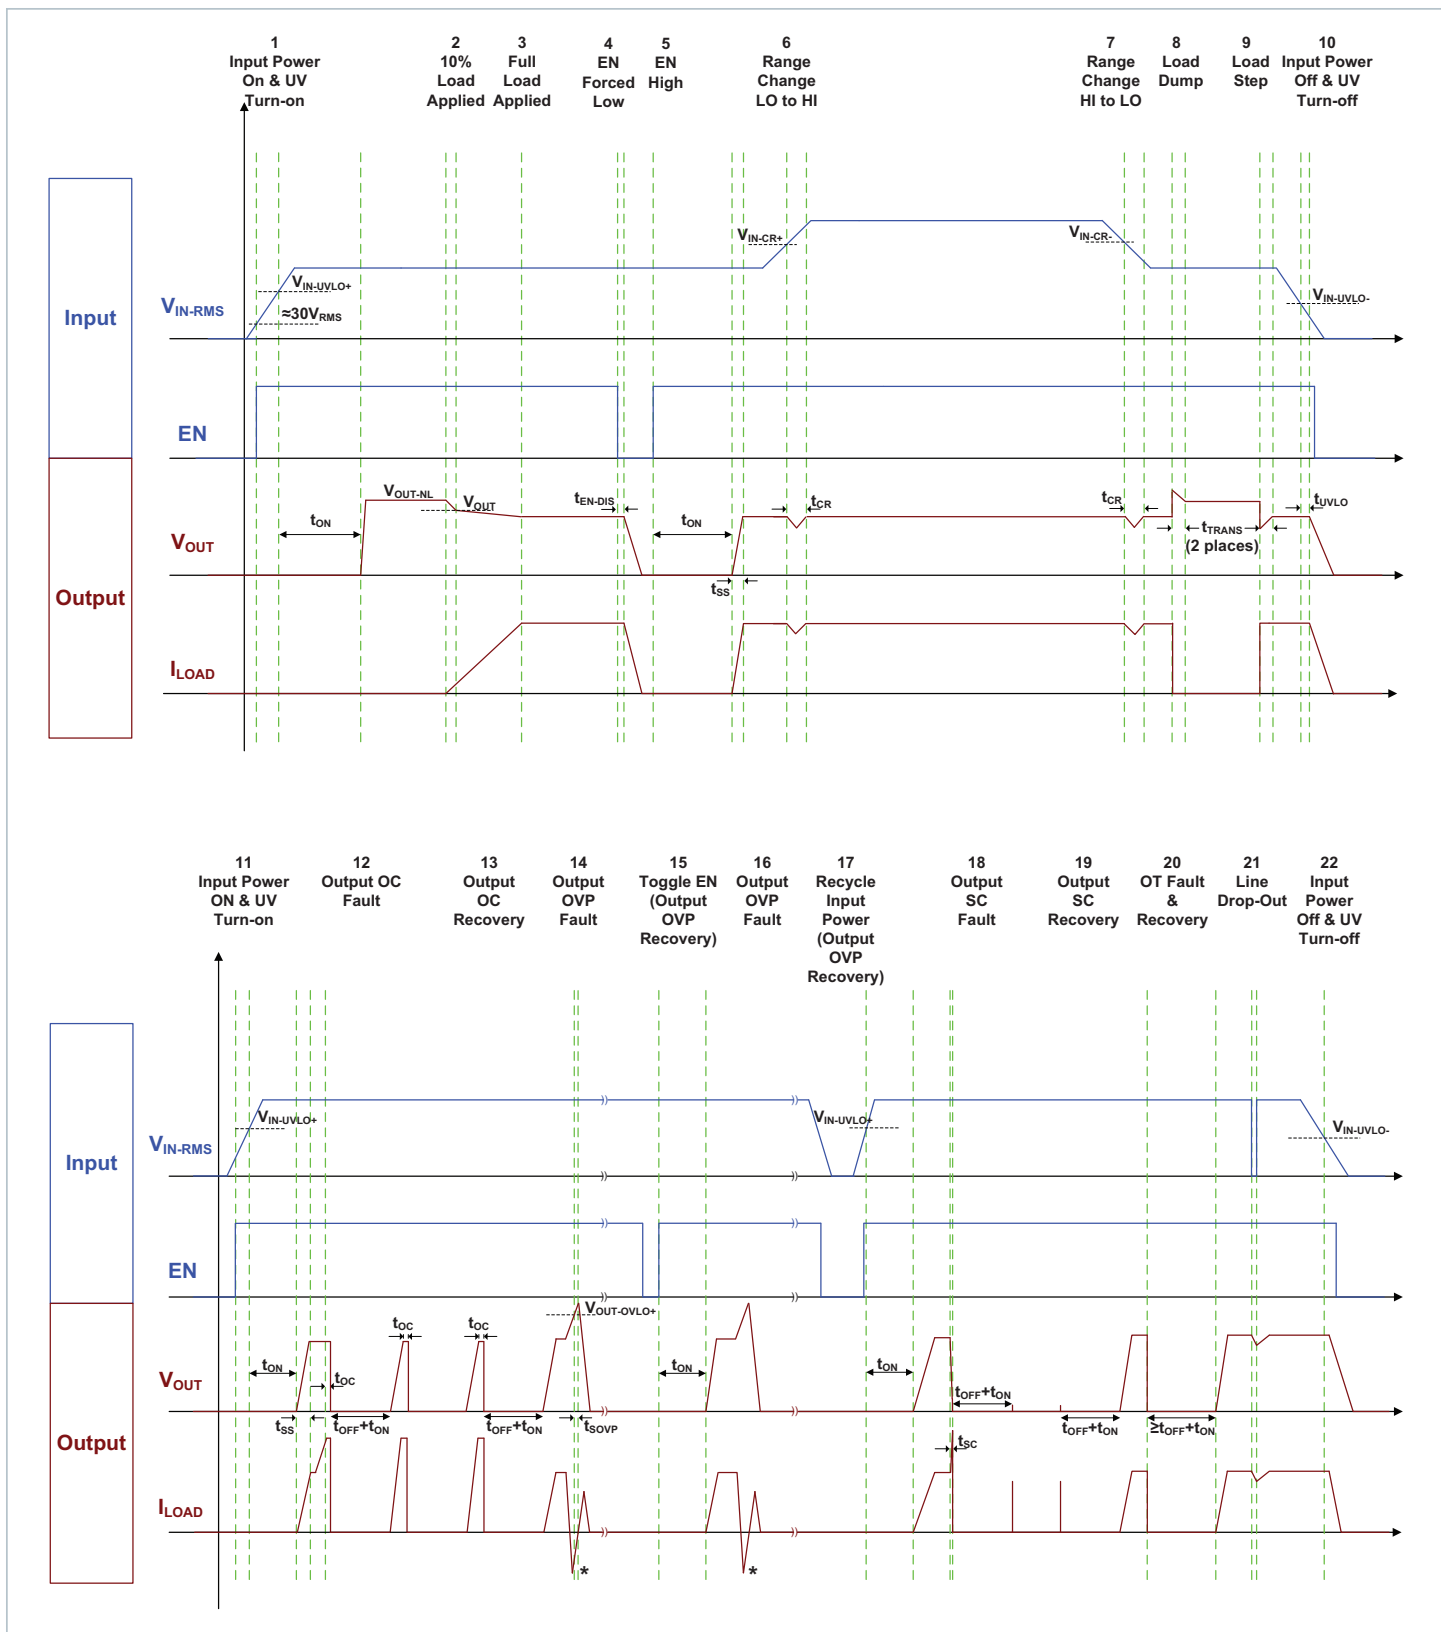 1
Input Power
On & UV
Turn-on
2
10%
Load
Applied
3
Full
Load
Applied
4
EN
Forced
Low
5
EN
High
6
Range
Change
LO to HI
7
Range
Change
HI to LO
8
Load
Dump
9
Load
Step
10
Input Power
Off & UV
Turn-off
Input
VIN-RMS
VIN-UVLO+
≈30VRMS
VIN-CR+
VIN-CR-
VIN-UVLO-
EN
Output
VOUT
tON
VOUT-NL
VOUT
tEN-DIS
tON
tSS
tCR
tCR
tTRANS
(2 places)
tUVLO
ILOAD
11
Input Power
ON & UV
Turn-on
12
Output OC
Fault
13
Output
OC
Recovery
14
Output
OVP
Fault
15
Toggle EN
(Output
OVP
Recovery)
16
Output
OVP
Fault
17
Recycle
Input
Power
(Output
OVP
Recovery)
18
Output
SC
Fault
19
Output
SC
Recovery
20
OT Fault
&
Recovery
21
Line
Drop-Out
22
Input
Power
Off & UV
Turn-off
Input
VIN-RMS
VIN-UVLO+
VIN-UVLO+
VIN-UVLO-
EN
Output
VOUT
tON
tSS
tOC
tOFF+tON
tOC
tOC
tOFF+tON
VOUT-OVLO+
tSOVP
tON
tON
tOFF+tON
tSC
tOFF+tON
≥tOFF+tON
ILOAD
*
*